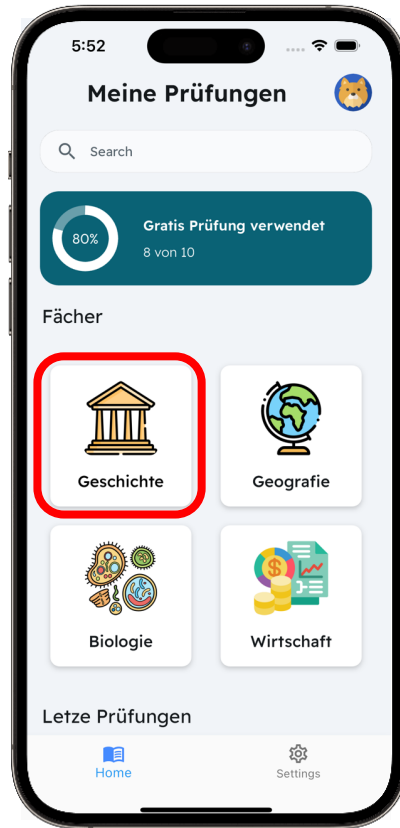 5:52
Meine Prüfungen
Search
80%
Gratis Prüfung verwendet
8 von 10
Fächer
Geschichte
Geografie
Biologie
Wirtschaft
Letze Prüfungen
Home
Settings